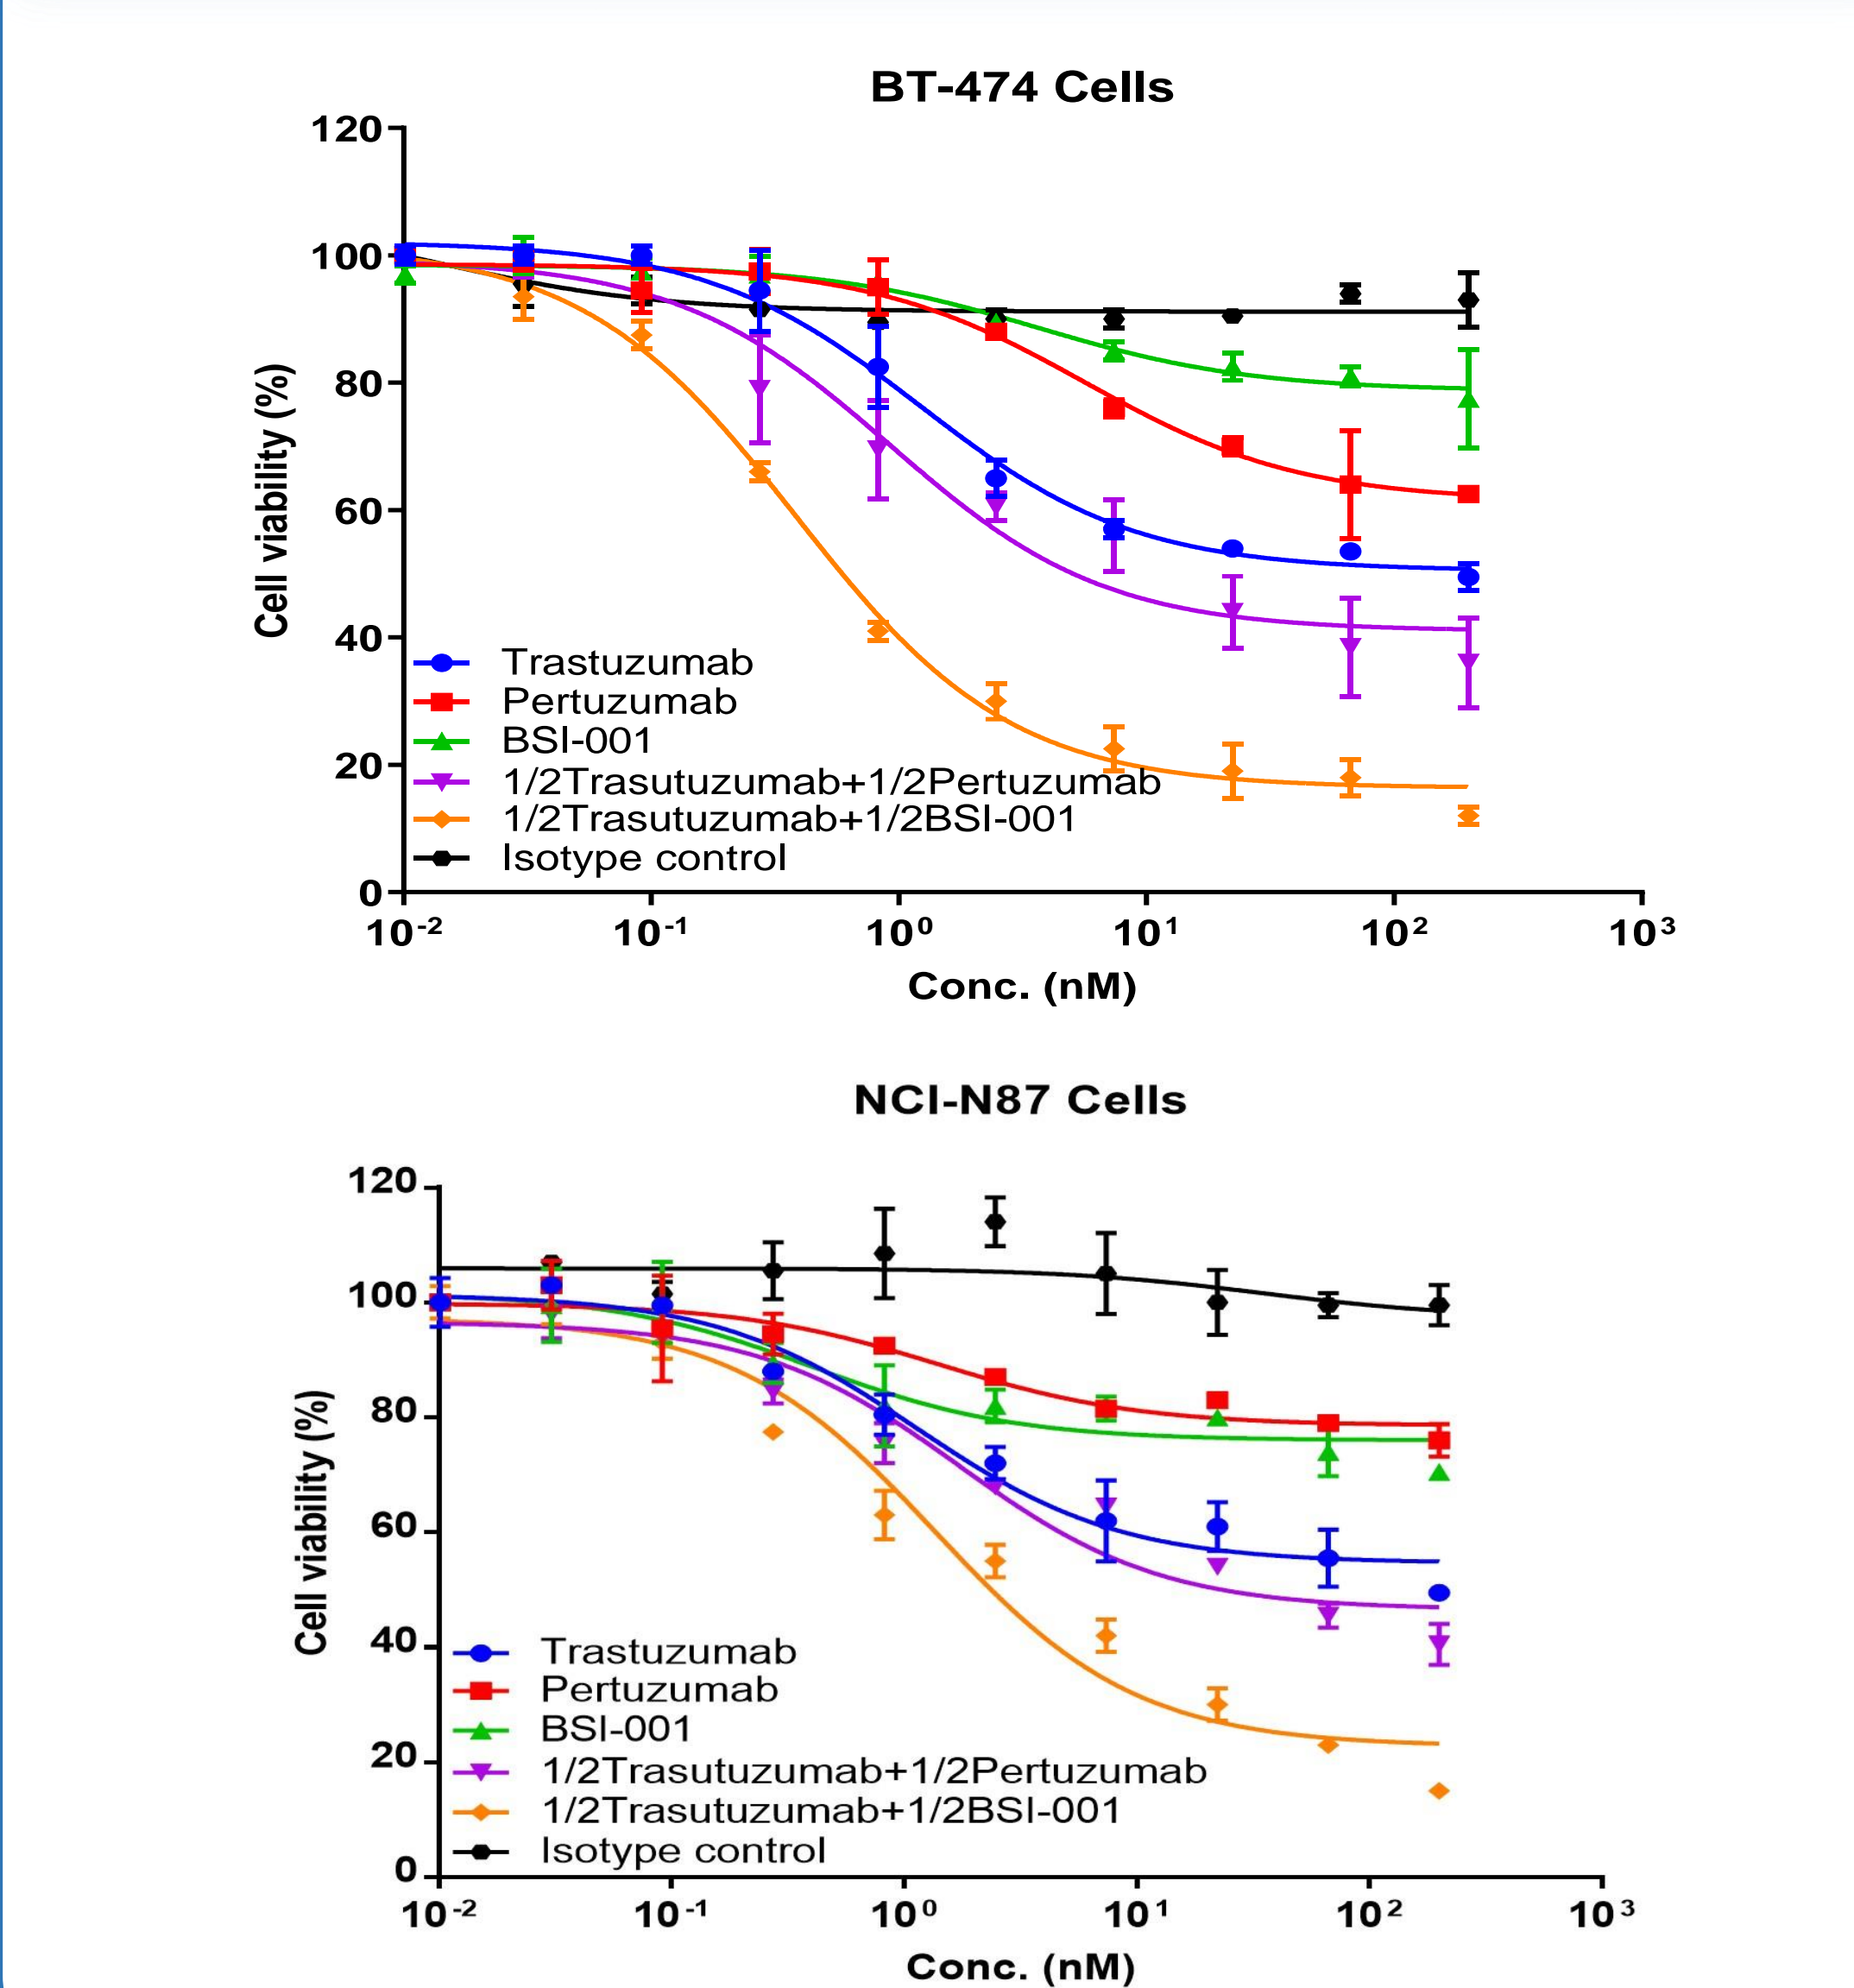 BT-474 Cells
120
100
80
60
40
20
0
Cell viability (%)
Trastuzumab
Pertuzumab
BSI-001
1/2Trasutuzumab+1/2Pertuzumab
1/2Trasutuzumab+1/2BSI-001
Isotype control
10⁻² 10⁻¹ 10⁰ 10¹ 10² 10³
Conc. (nM)
NCI-N87 Cells
120
100
80
60
40
20
0
Cell viability (%)
Trastuzumab
Pertuzumab
BSI-001
1/2Trasutuzumab+1/2Pertuzumab
1/2Trasutuzumab+1/2BSI-001
Isotype control
10⁻² 10⁻¹ 10⁰ 10¹ 10² 10³
Conc. (nM)